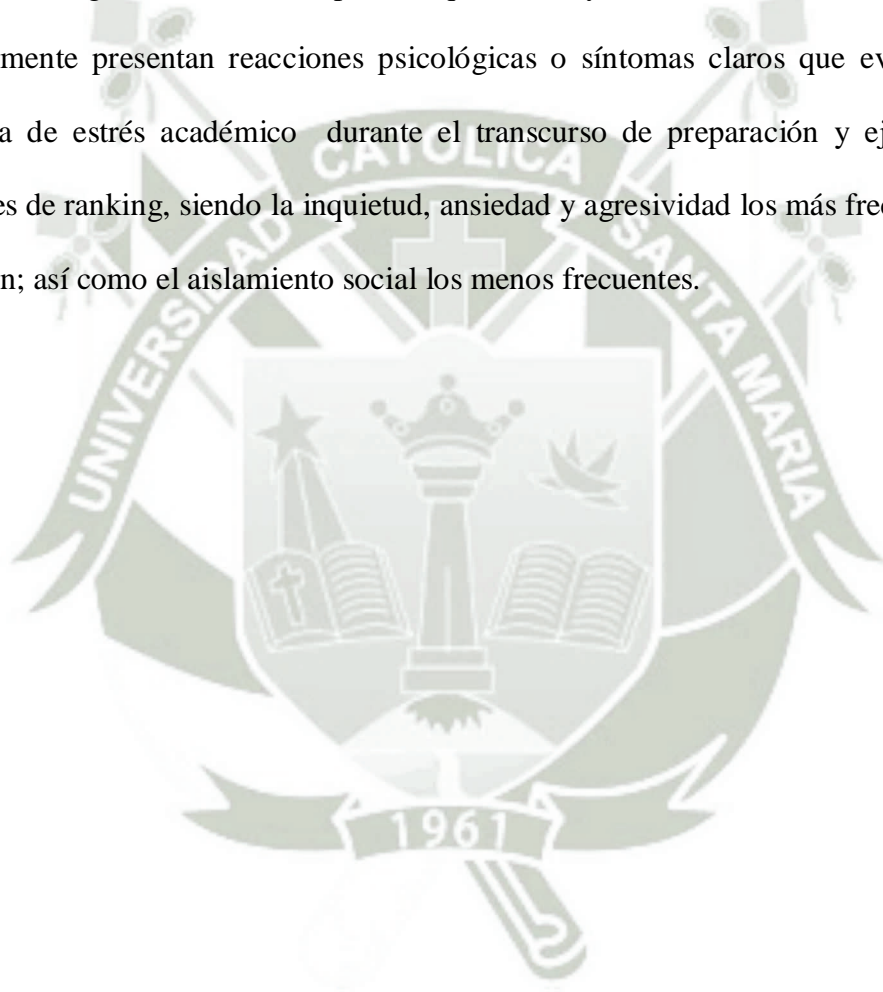 mente presentan reacciones psicológicas o síntomas claros que ev
a de estrés académico durante el transcurso de preparación y ej
es de ranking, siendo la inquietud, ansiedad y agresividad los más frec
n; así como el aislamiento social los menos frecuentes.
UNIVERSIDAD CATOLICA SANTA MARIA
1961